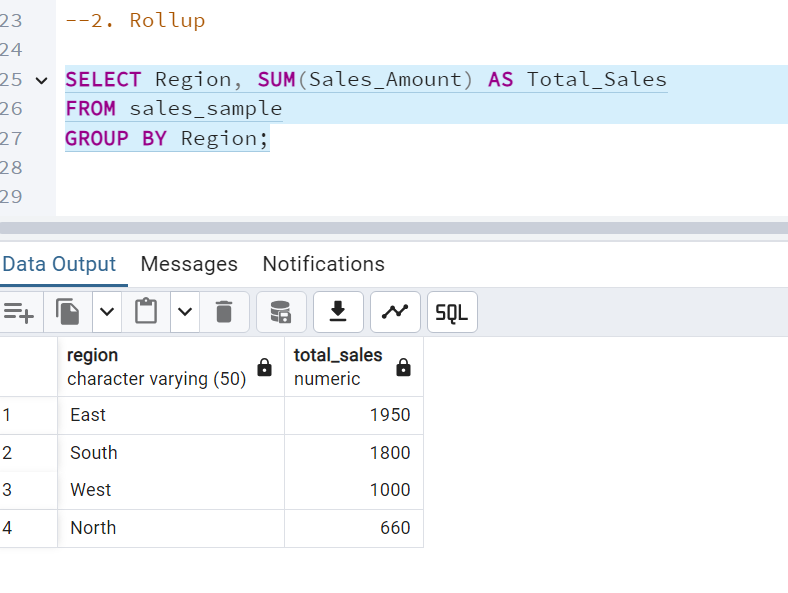 23 --2. Rollup
24
25 SELECT Region, SUM(Sales_Amount) AS Total_Sales
26 FROM sales_sample
27 GROUP BY Region;
28
29
Data Output Messages Notifications
SQL
region total_sales
character varying (50) numeric
1 East 1950
2 South 1800
3 West 1000
4 North 660